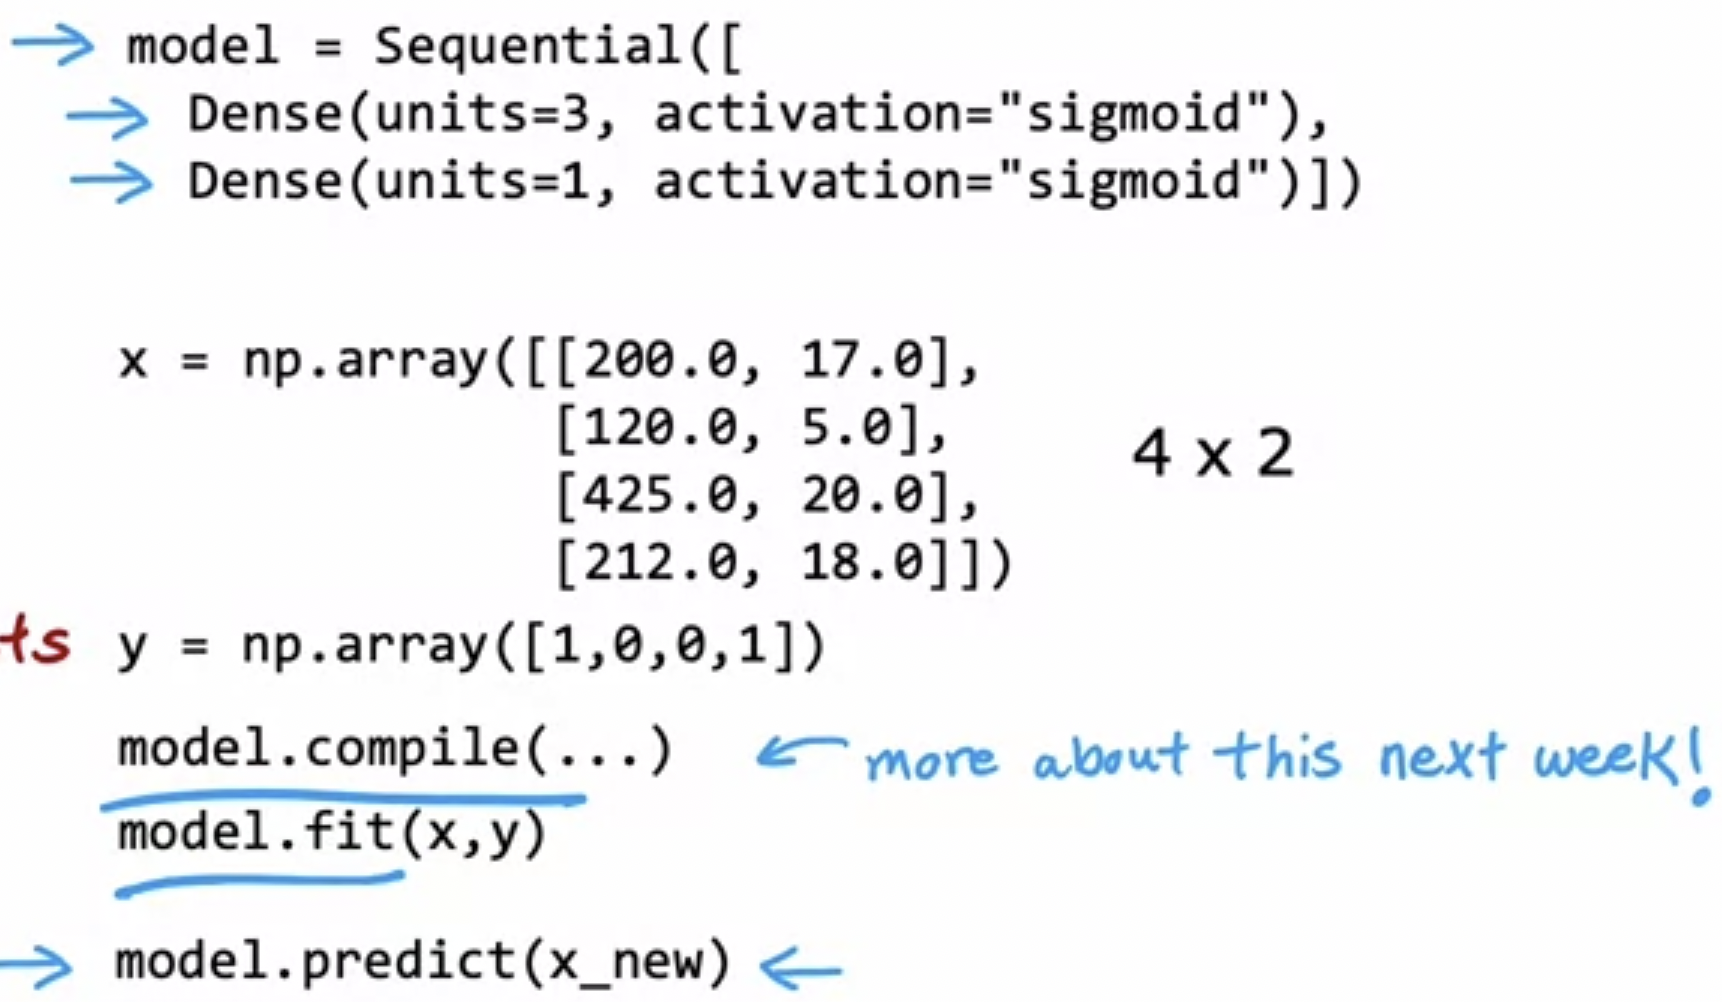 model = Sequential([
Dense(units=3, activation="sigmoid"),
Dense(units=1, activation="sigmoid")])
x = np.array([[200.0, 17.0],
[120.0, 5.0],
[425.0, 20.0],
[212.0, 18.0]])
4 x 2
ts y = np.array([1,0,0,1])
model.compile(...) more about this next week!
model.fit(x,y)
model.predict(x_new)